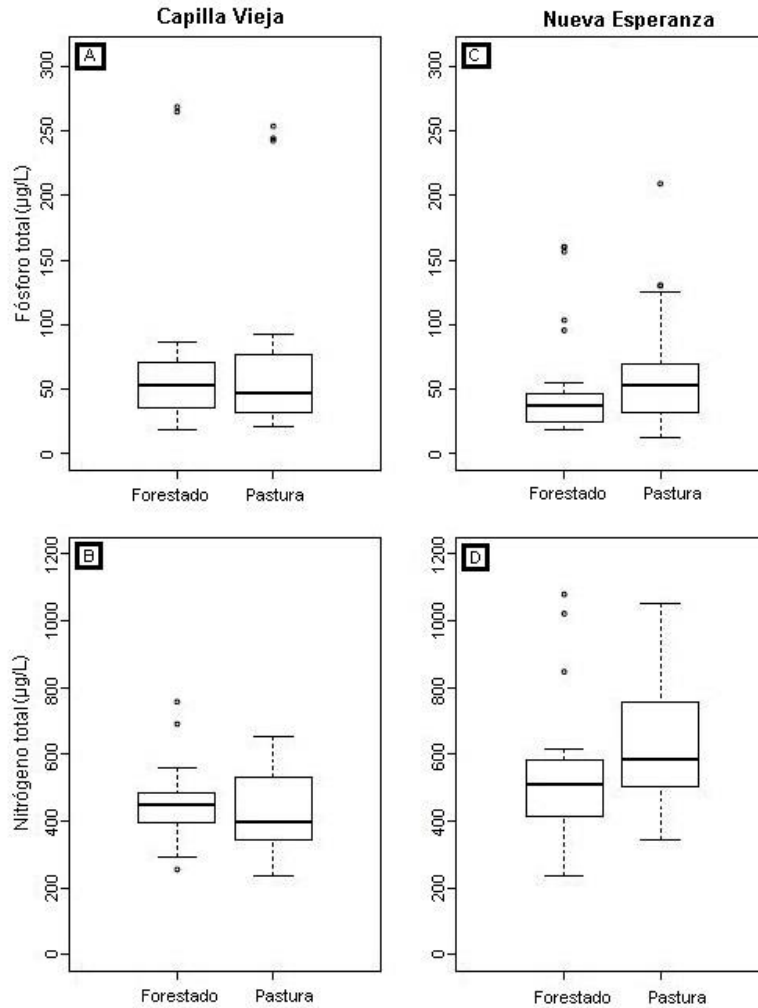 Capilla Vieja
Nueva Esperanza
A
Fósforo total (µg/L)
300
250
200
150
100
50
0
Forestado Pastura
C
300
250
200
150
100
50
0
Forestado Pastura
B
Nitrógeno total (µg/L)
1200
1000
800
600
400
200
0
Forestado Pastura
D
1200
1000
800
600
400
200
0
Forestado Pastura